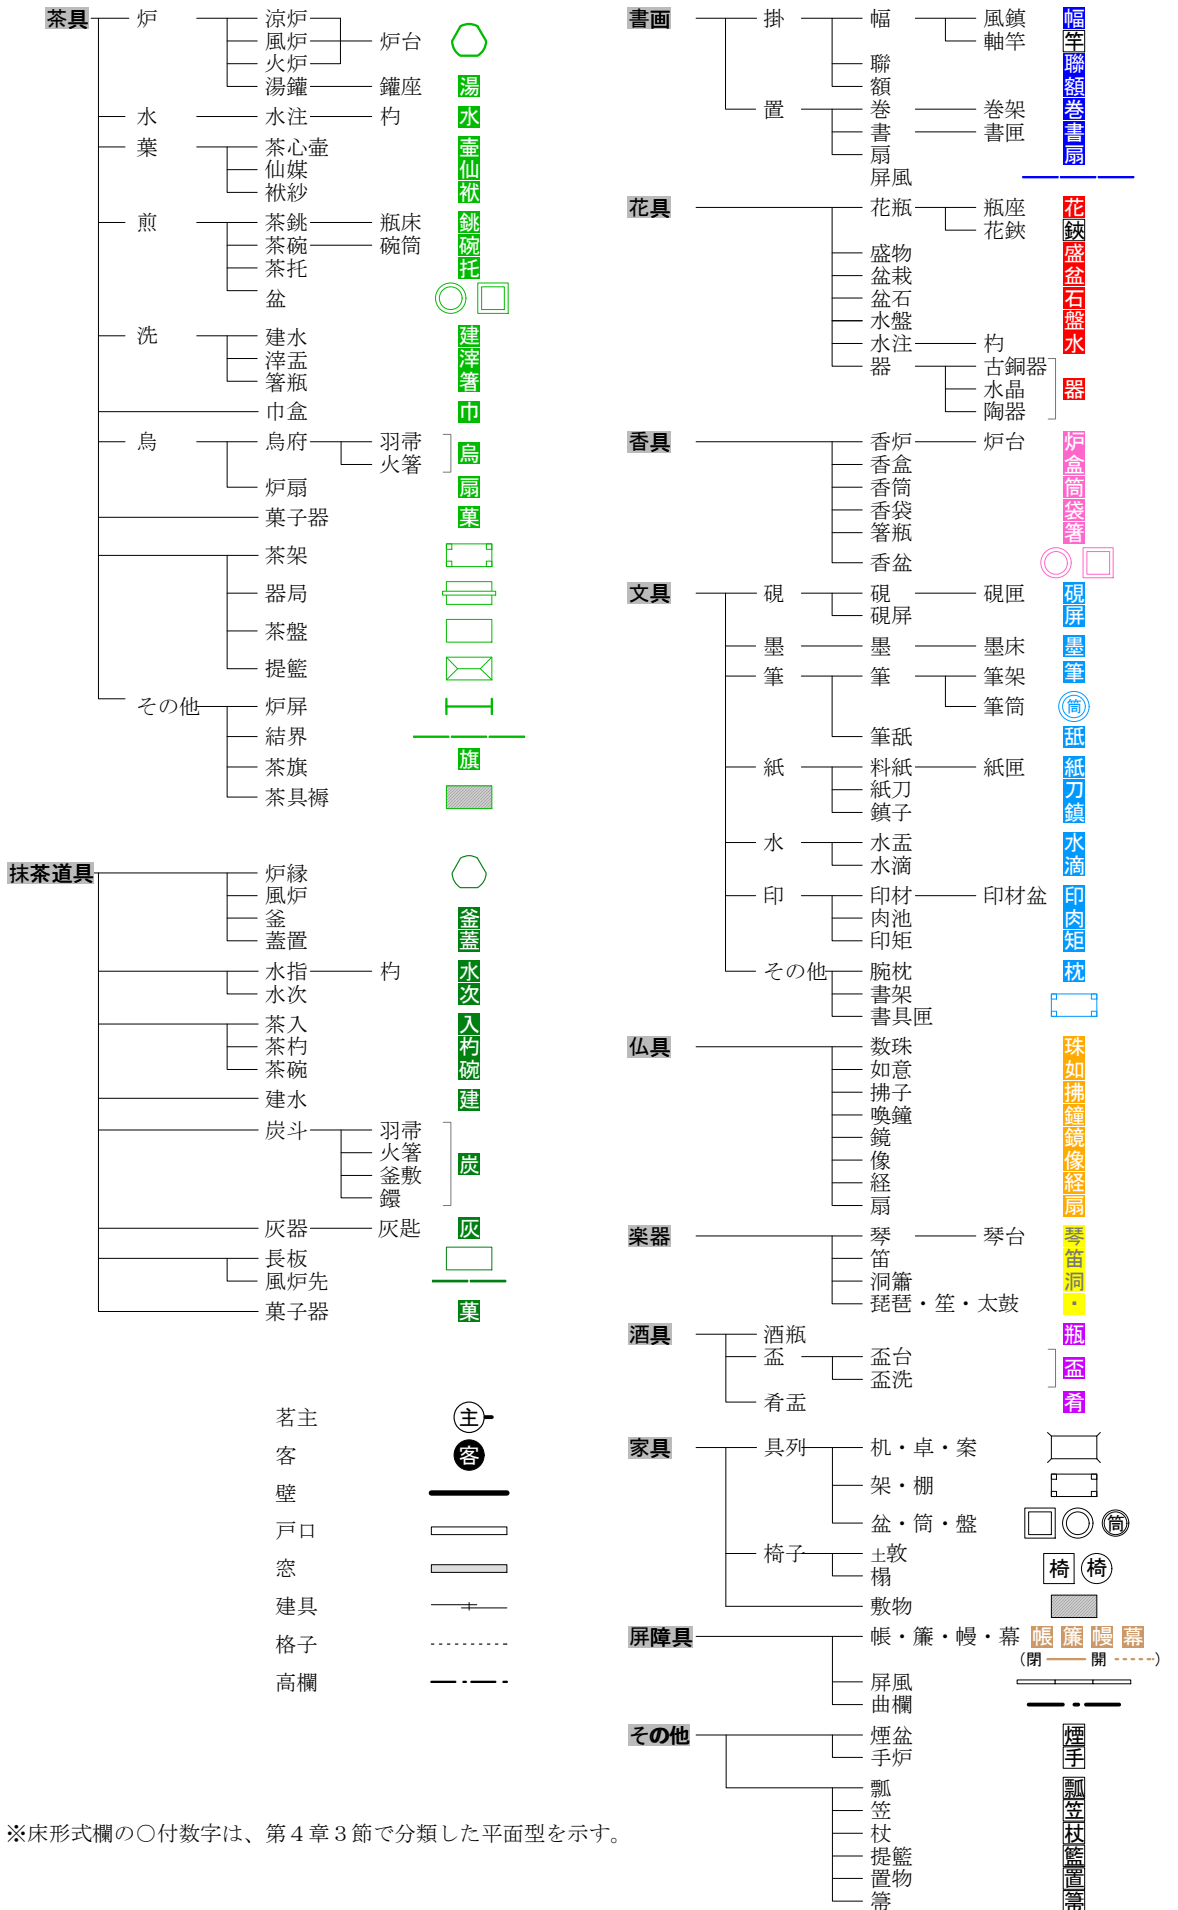 茶具 炉 涼炉
風炉 炉台
火炉
湯鑵 鑵座 湯
水 水注 杓 水
葉 茶心壷 壷
仙媒 仙
袱紗 袱
煎 茶銚 瓶床 銚
茶碗 碗筒 碗
茶托 托
盆
洗 建水 建
滓盂 滓
箸瓶 箸
巾盒 巾
烏 烏府 羽帚 烏
火箸
炉扇 扇
菓子器 菓
茶架
器局
茶盤
提籃
その他 炉屏
結界
茶旗 旗
茶具褥
抹茶道具 炉縁
風炉
釜 釜
蓋置 蓋
水指 杓 水
水次 次
茶入 入
茶杓 杓
茶碗 碗
建水 建
炭斗 羽帚 炭
火箸
釜敷
鐶
灰器 灰匙 灰
長板
風炉先
菓子器 菓
茗主 主
客 客
壁
戸口
窓
建具
格子
高欄
※床形式欄の○付数字は、第４章３節で分類した平面型を示す。
書画 掛 幅 風鎮 幅
軸竿 竿
聯 聯
額 額
置 巻 巻架 巻
書 書匣 書
扇 扇
屏風
花具 花瓶 瓶座 花
花鋏 鋏
盛物 盛
盆栽 盆
盆石 石
水盤 盤
水注 杓 水
器 古銅器 器
水晶
陶器
香具 香炉 炉台 炉
香盒 盒
香筒 筒
香袋 袋
箸瓶 箸
香盆
文具 硯 硯 硯匣 硯
硯屏 屏
墨 墨 墨床 墨
筆 筆 筆架 筆
筆筒 筒
筆舐 舐
紙 料紙 紙匣 紙
紙刀 刀
鎮子 鎮
水 水盂 水
水滴 滴
印 印材 印材盆 印
肉池 肉
印矩 矩
その他 腕枕 枕
書架
書具匣
仏具 数珠 珠
如意 如
拂子 拂
喚鐘 鐘
鏡 鏡
像 像
経 経
扇 扇
楽器 琴 琴台 琴
笛 笛
洞簫 洞
琵琶・笙・太鼓 ・
酒具 酒瓶 瓶
盃 盃台 盃
盃洗
肴盂 肴
家具 具列 机・卓・案
架・棚
盆・筒・盤 筒
椅子 土敦 椅 椅
榻
敷物
屏障具 帳・簾・幔・幕 帳 簾 幔 幕
（閉 開 ）
屏風
曲欄
その他 煙盆 煙
手炉 手
瓢 瓢
笠 笠
杖 杖
提籃 籃
置物 置
箒 箒